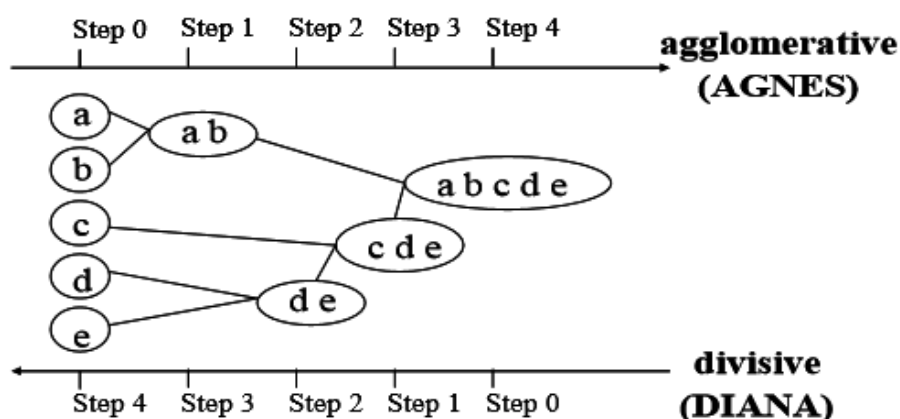 Step 0 Step 1 Step 2 Step 3 Step 4
agglomerative
(AGNES)
a
a b
b
a b c d e
c
c d e
d
d e
e
divisive
(DIANA)
Step 4 Step 3 Step 2 Step 1 Step 0